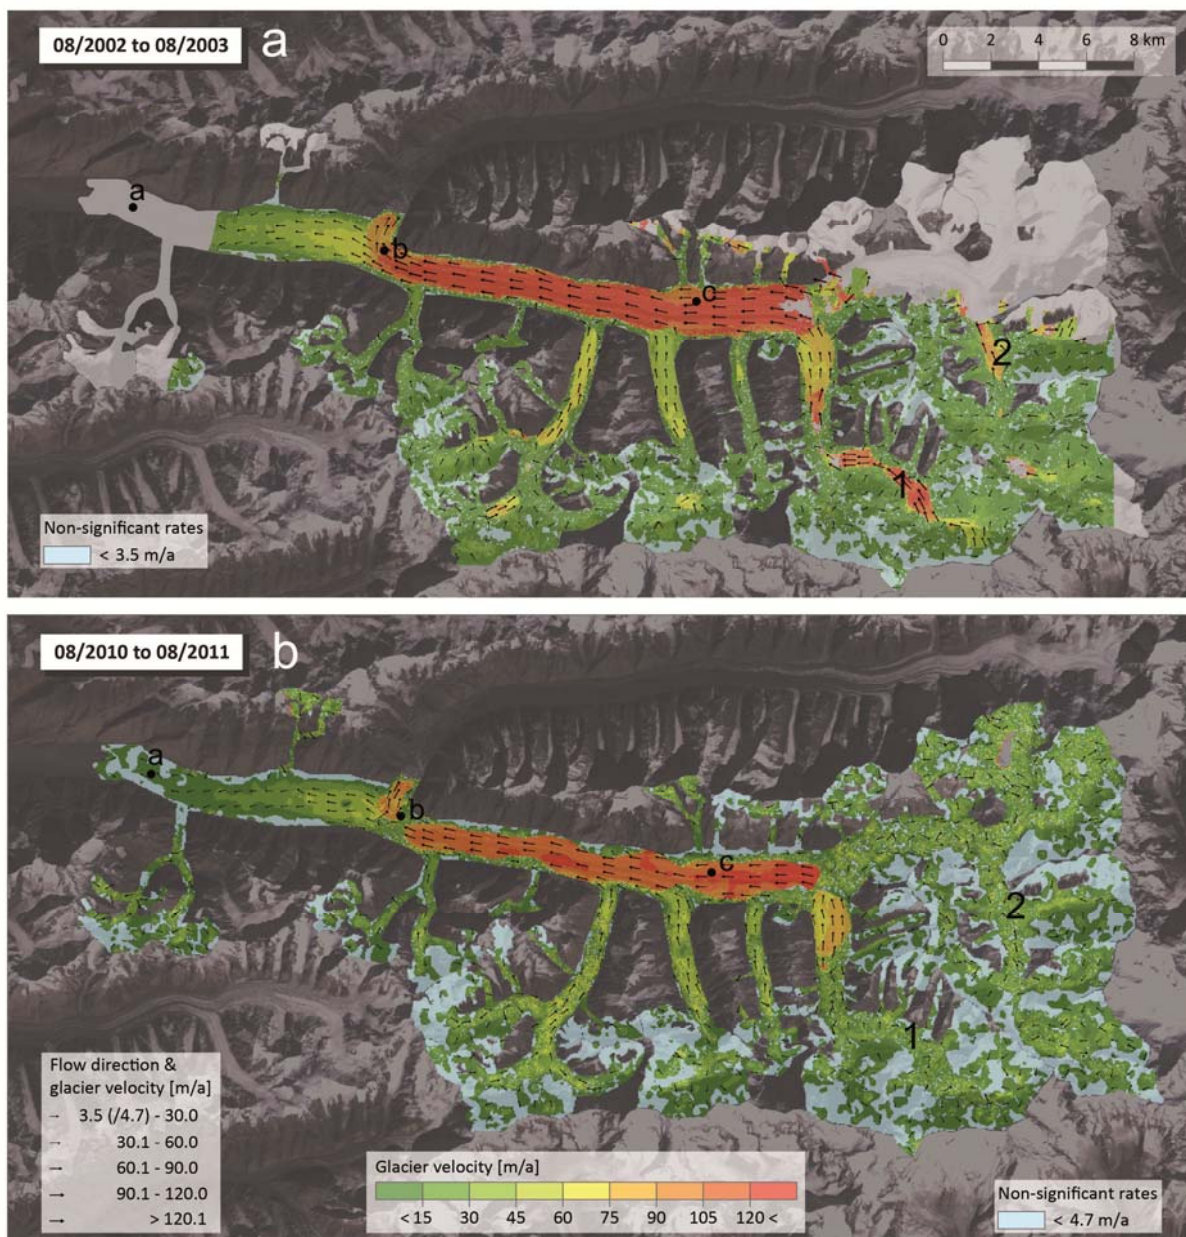 08/2002 to 08/2003
a
0 2 4 6 8 km
a
b
c
2
1
Non-significant rates
< 3.5 m/a
08/2010 to 08/2011
b
a
b
c
2
1
Flow direction &
glacier velocity [m/a]
3.5 (/4.7) - 30.0
30.1 - 60.0
60.1 - 90.0
90.1 - 120.0
> 120.1
Glacier velocity [m/a]
< 15 30 45 60 75 90 105 120 <
Non-significant rates
< 4.7 m/a